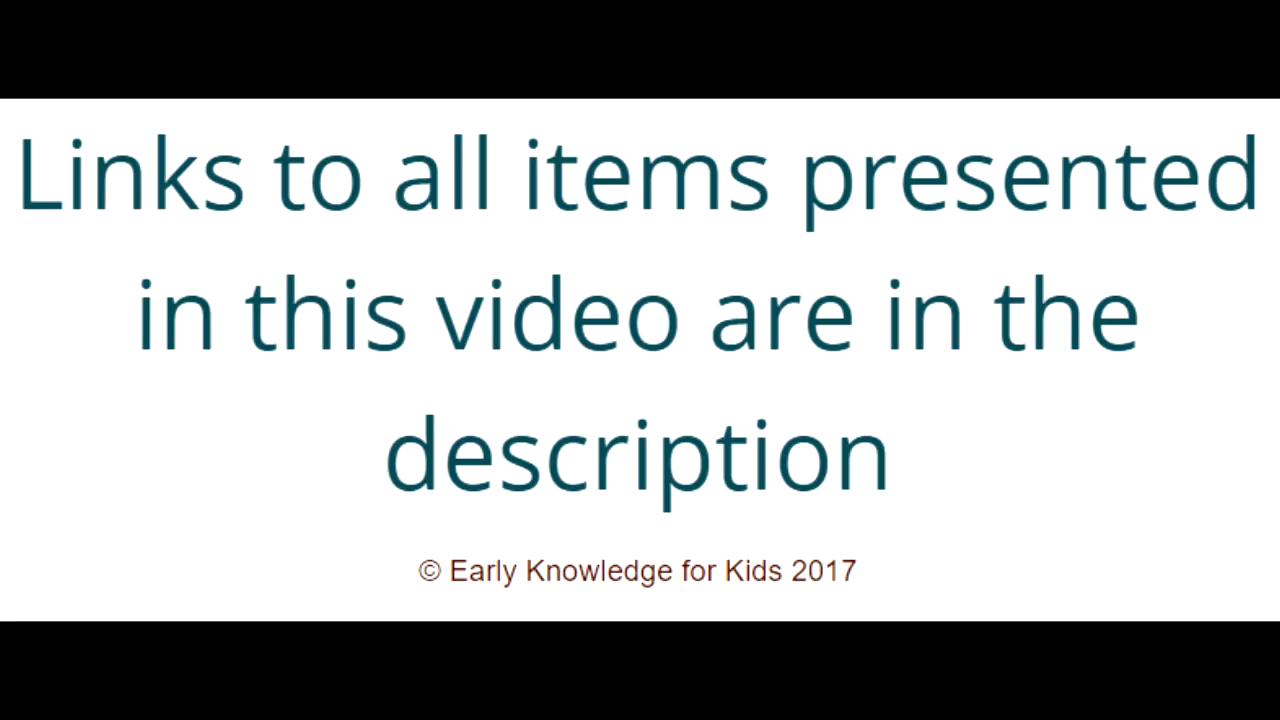 Links to all items presented
in this video are in the
description
© Early Knowledge for Kids 2017